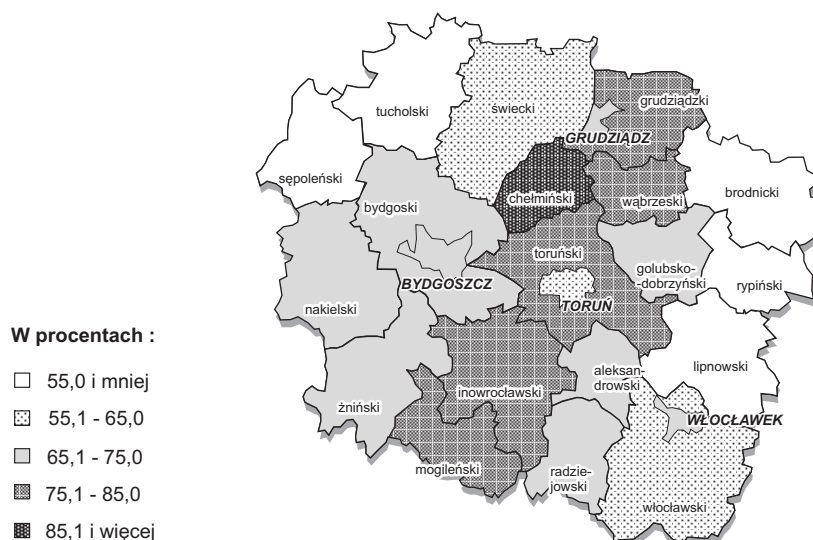 tucholski
świecki
grudziądzki
GRUDZIĄDZ
sępoleński
bydgoski
chełmiński
wąbrzeski
brodnicki
toruński
golubsko-
-dobrzyński
rypiński
BYDGOSZCZ
TORUŃ
nakielski
żniński
inowrocławski
aleksan-
drowski
lipnowski
WŁOCŁAWEK
mogileński
radzie-
jowski
włocławski
W procentach :
55,0 i mniej
55,1 - 65,0
65,1 - 75,0
75,1 - 85,0
85,1 i więcej